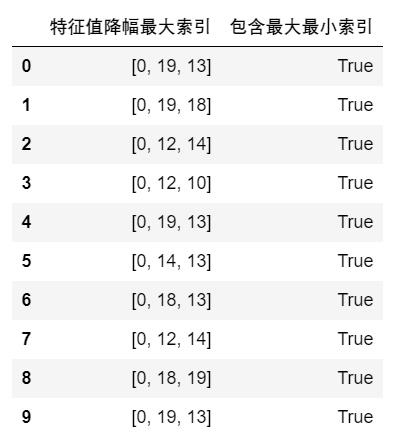 特征值降幅最大索引 包含最大最小索引
0 [0, 19, 13] True
1 [0, 19, 18] True
2 [0, 12, 14] True
3 [0, 12, 10] True
4 [0, 19, 13] True
5 [0, 14, 13] True
6 [0, 18, 13] True
7 [0, 12, 14] True
8 [0, 18, 19] True
9 [0, 19, 13] True